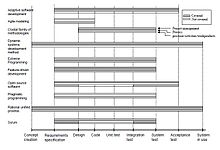 Adaptive software
development
Agile modeling
Crystal family of
methodologies
Dynamic
systems
development method
Extreme
Programming
Feature-driven
development
Open source software
Pragmatic
programming
Rational unified
process
Scrum
Concept
creation
Requirements
specification
Design
Code
Unit test
Integration
test
System
test
Acceptance
test
System
in use